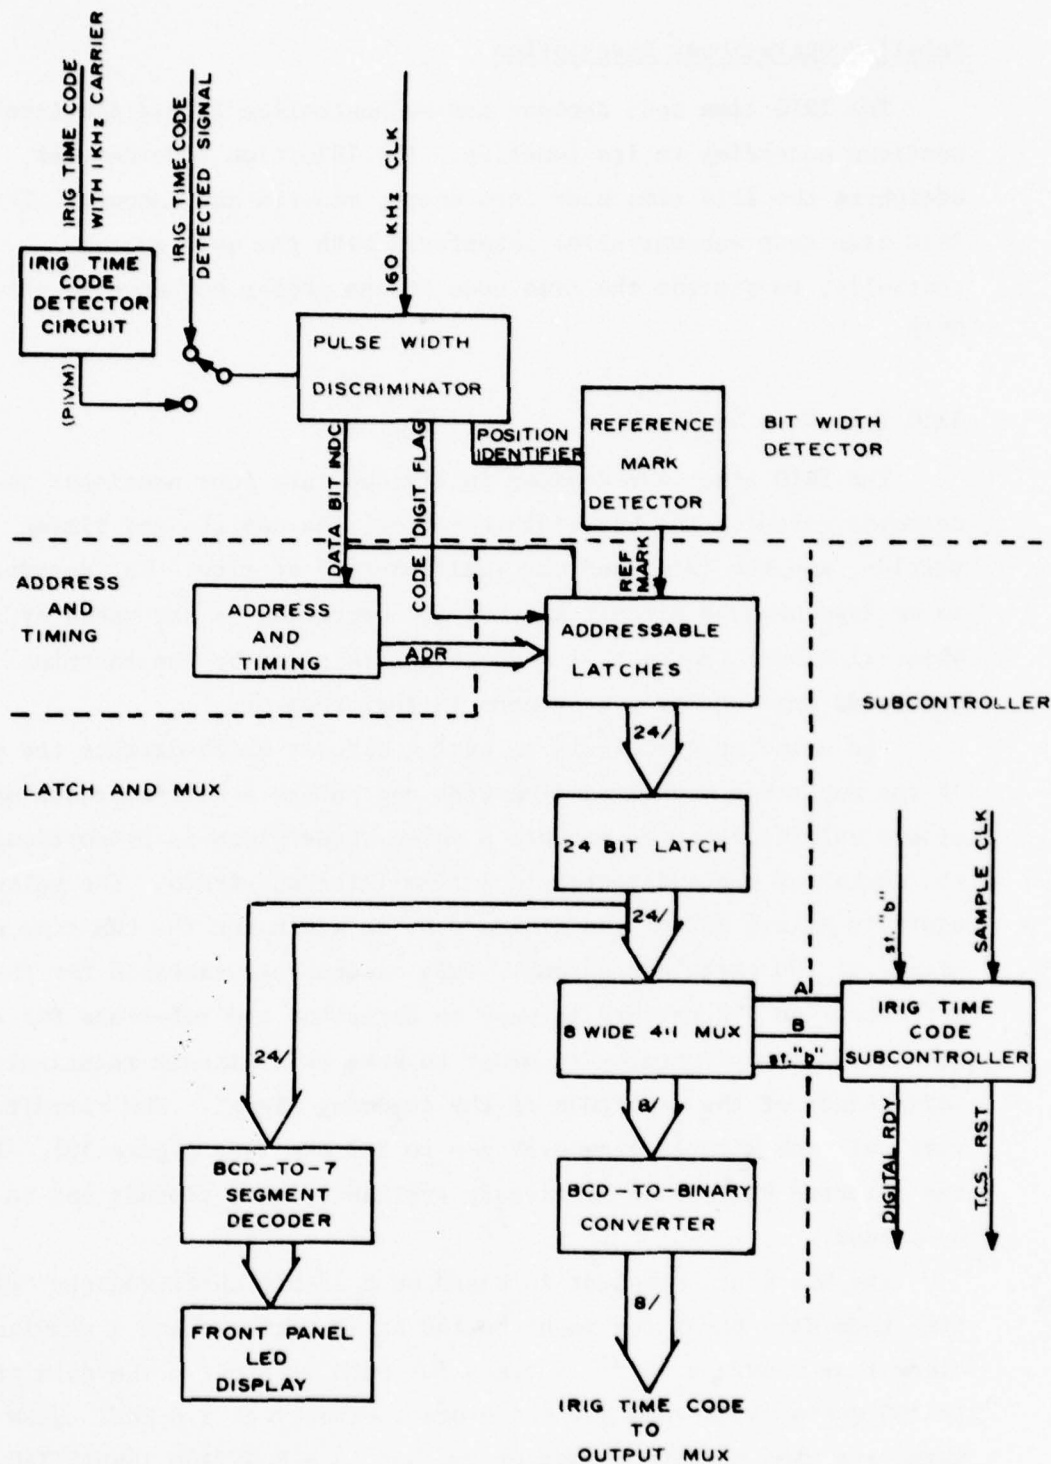 IRIG TIME CODE
WITH 1 KHz CARRIER
IRIG TIME CODE
DETECTED SIGNAL
160 KHz CLK
IRIG TIME
CODE
DETECTOR
CIRCUIT
(PWM)
PULSE WIDTH
DISCRIMINATOR
POSITION
IDENTIFIER
REFERENCE
MARK
DETECTOR
BIT WIDTH
DETECTOR
DATA BIT INDC
CODE DIGIT FLAG
REF
MARK
ADDRESS
AND
TIMING
ADDRESS
AND
TIMING
ADR
ADDRESSABLE
LATCHES
SUBCONTROLLER
24/
LATCH AND MUX
24 BIT LATCH
24/
st. "b"
SAMPLE CLK
24/
8 WIDE 4:1 MUX
A
B
st. "b"
IRIG TIME
CODE
SUBCONTROLLER
8/
DIGITAL RDY
T.C.S. RST
BCD-TO-7
SEGMENT
DECODER
BCD-TO-BINARY
CONVERTER
8/
FRONT PANEL
LED
DISPLAY
IRIG TIME CODE
TO
OUTPUT MUX